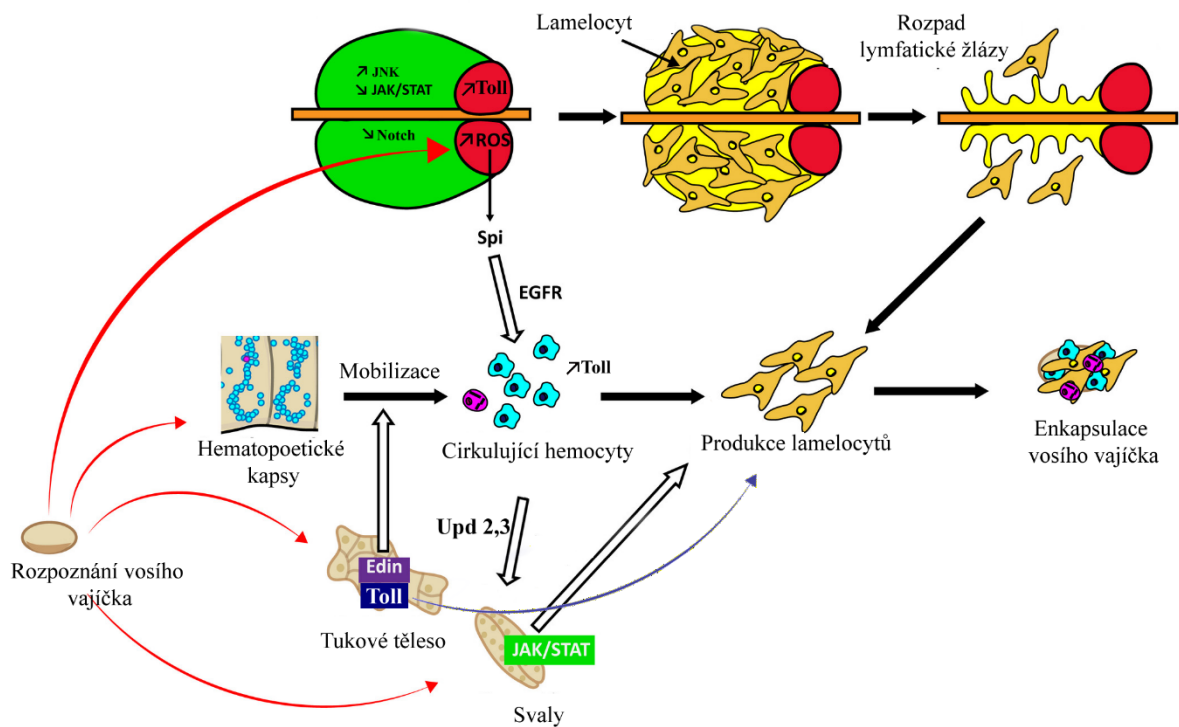 Lamelocyt
Rozpad
lymfatické žlázy
↗ JNK
↘ JAK/STAT
↗Toll
↘ Notch
↗ROS
Spi
EGFR
Mobilizace
↗Toll
Hematopoetické
kapsy
Cirkulující hemocyty
Produkce lamelocytů
Enkapsulace
vosího vajíčka
Upd 2,3
Rozpoznání vosího
vajíčka
Edin
Toll
Tukové těleso
JAK/STAT
Svaly